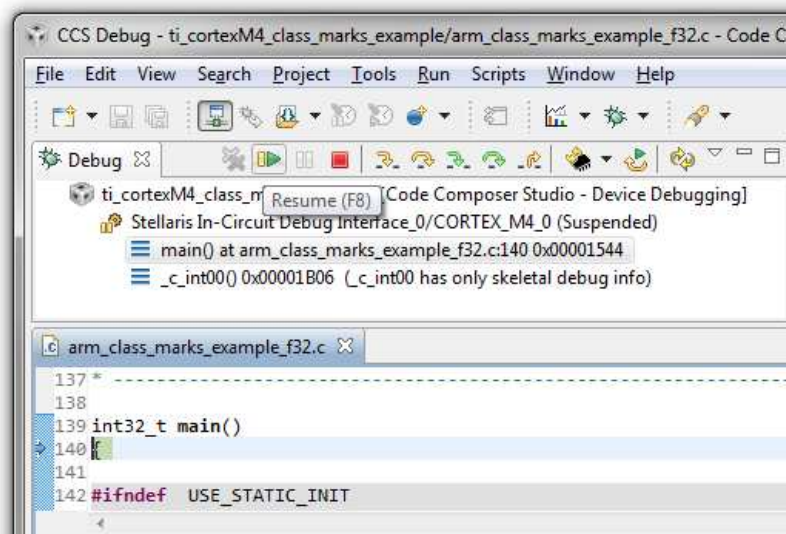 CCS Debug - ti_cortexM4_class_marks_example/arm_class_marks_example_f32.c - Code C
File Edit View Search Project Tools Run Scripts Window Help
Debug
ti_cortexM4_class_m [Code Composer Studio - Device Debugging]
Resume (F8)
Stellaris In-Circuit Debug Interface_0/CORTEX_M4_0 (Suspended)
main() at arm_class_marks_example_f32.c:140 0x00001544
_c_int00() 0x00001B06 (_c_int00 has only skeletal debug info)
.c arm_class_marks_example_f32.c
137 * ------------------------------------------------------------------
138
139 int32_t main()
140 {
141
142 #ifndef USE_STATIC_INIT